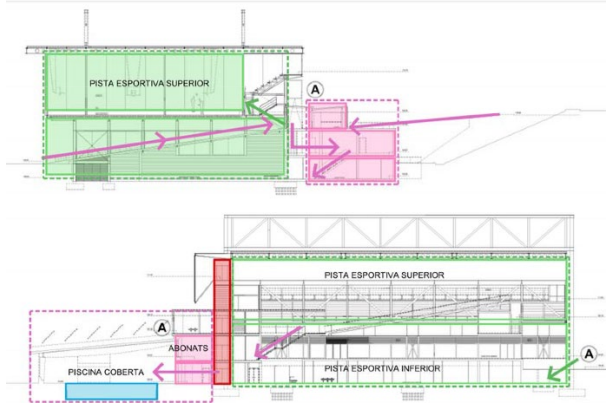 PISTA ESPORTIVA SUPERIOR
A
PISTA ESPORTIVA SUPERIOR
A
ABONATS
A
PISCINA COBERTA
PISTA ESPORTIVA INFERIOR